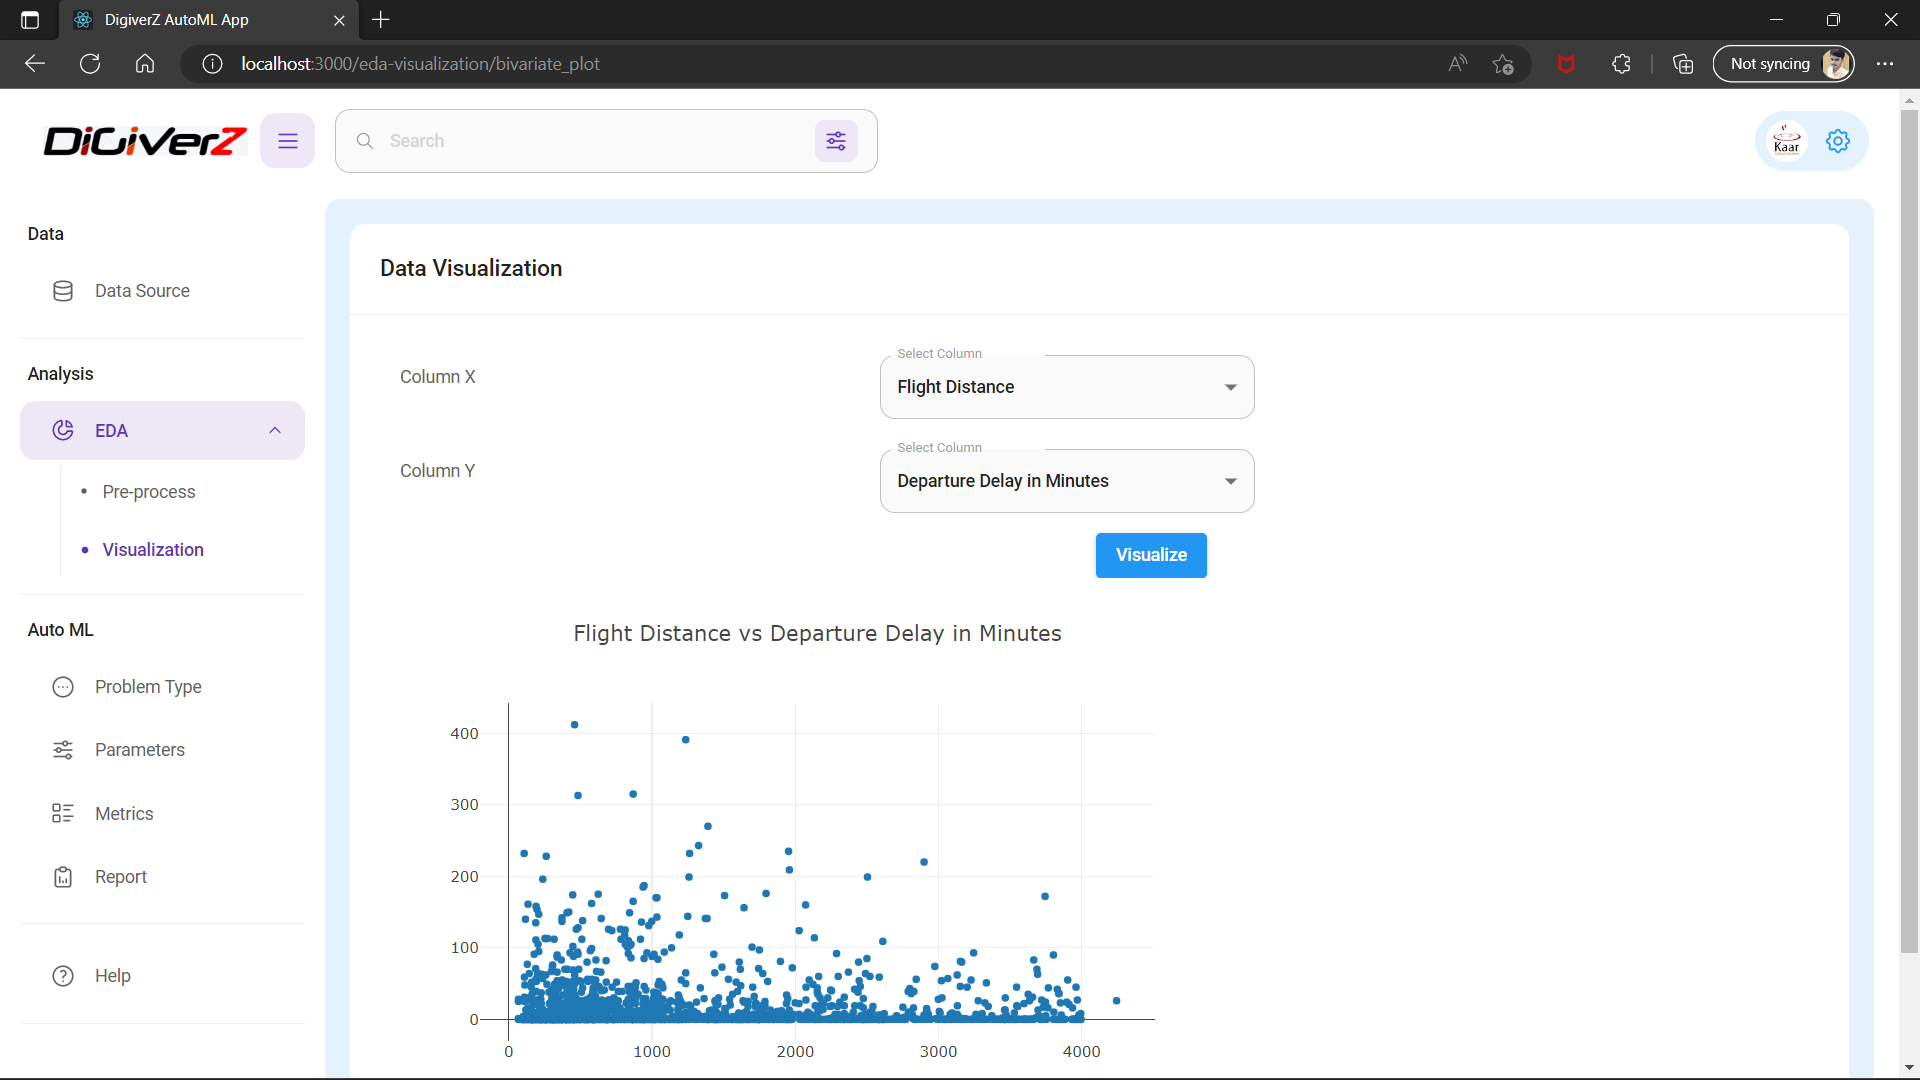 DigiverZ AutoML App
localhost:3000/eda-visualization/bivariate_plot
Not syncing
DiGiverZ
Search
Kaar
Data
Data Source
Analysis
EDA
Pre-process
Visualization
Auto ML
Problem Type
Parameters
Metrics
Report
Help
Data Visualization
Column X
Select Column
Flight Distance
Column Y
Select Column
Departure Delay in Minutes
Visualize
Flight Distance vs Departure Delay in Minutes
400
300
200
100
0
0 1000 2000 3000 4000